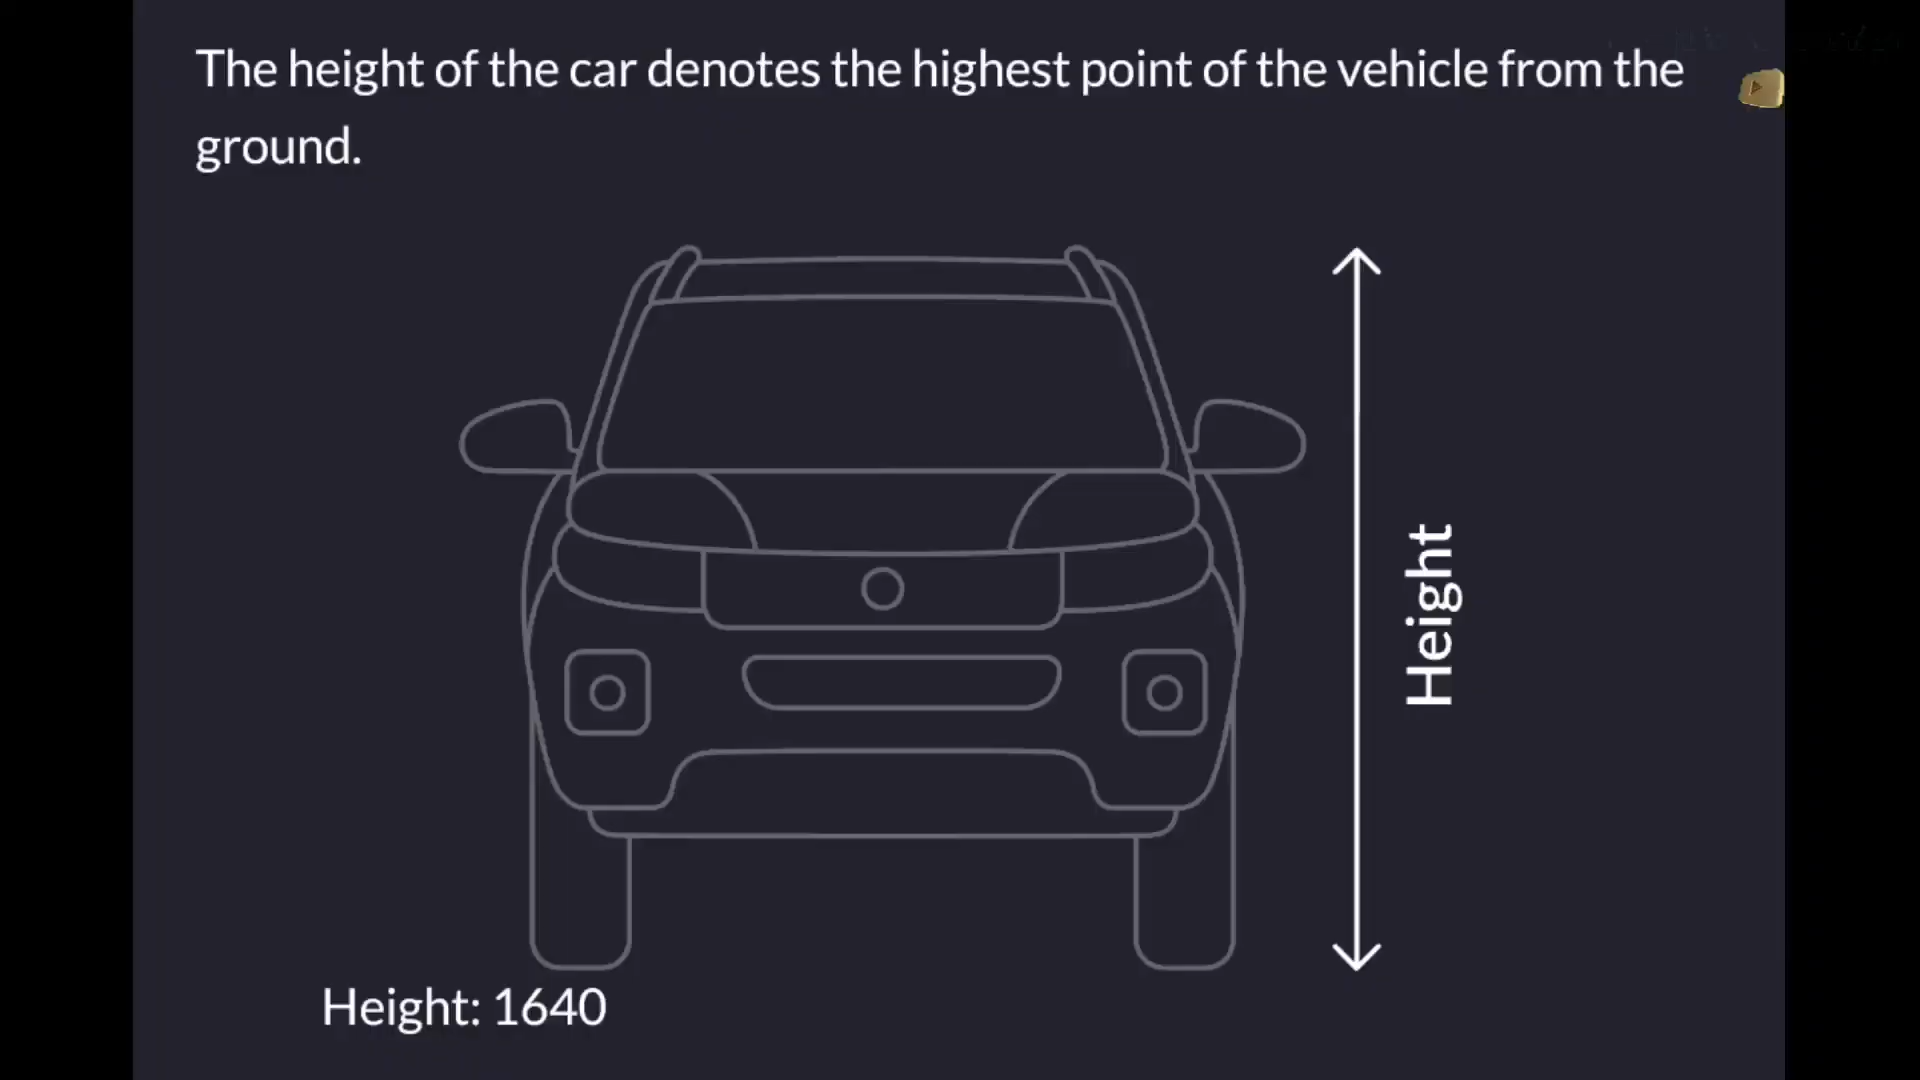 The height of the car denotes the highest point of the vehicle from the
ground.
Height
Height: 1640